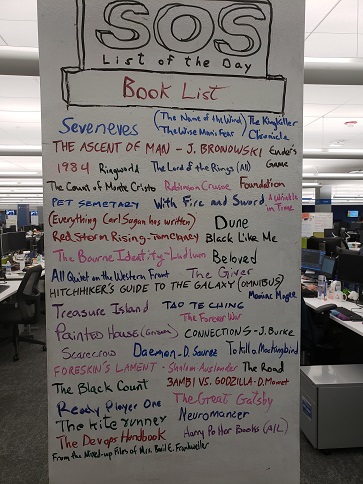 SOS
List of the Day
Book List
Seveneves (The Name of the Wind / The Wise Man's Fear) The Kingkiller Chronicle
THE ASCENT OF MAN - J. BRONOWSKI Ender's Game
1984 Ringworld The Lord of the Rings (All)
The Count of Monte Cristo Robinson Crusoe Foundation
PET SEMETARY With Fire and Sword A Wrinkle in Time
(Everything Carl Sagan has written) Dune
Red Storm Rising - Tom Clancy Black Like Me
The Bourne Identity - Ludlum Beloved
All Quiet on the Western Front The Giver
HITCHHIKER'S GUIDE TO THE GALAXY (OMNIBUS)
Maniac Magee
Treasure Island TAO TE CHING
The Forever War
Painted House (Grisham) CONNECTIONS - J. Burke
Scarecrow Daemon - D. Suarez To Kill a Mockingbird
FORESKIN'S LAMENT - Shalom Auslander The Road
The Black Count BAMBI VS. GODZILLA - D. Mamet
Ready Player One The Great Gatsby
The Kite runner Neuromancer
The Devops Handbook Harry Potter Books (ALL)
From the Mixed-up Files of Mrs. Basil E. Frankweiler